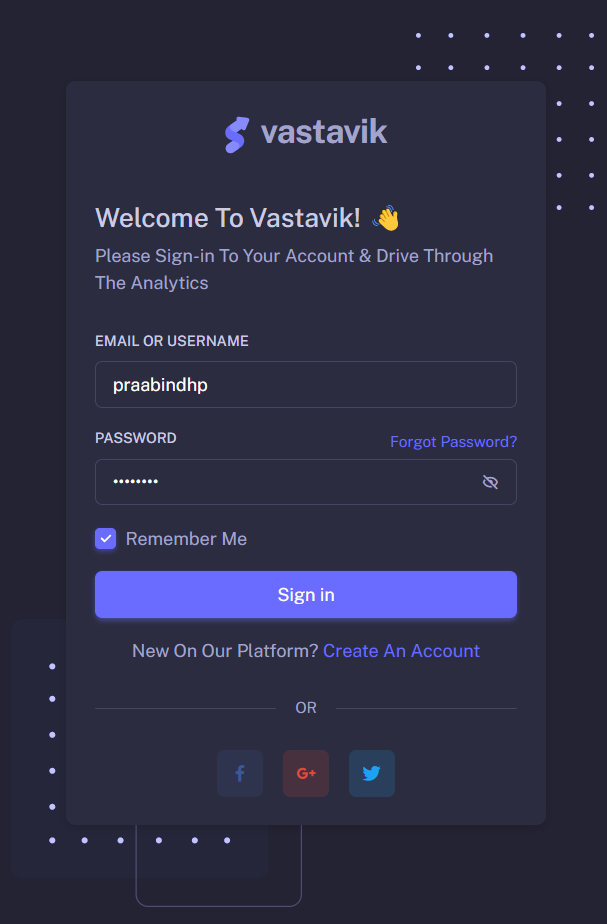 vastavik
Welcome To Vastavik! 👋
Please Sign-in To Your Account & Drive Through
The Analytics
EMAIL OR USERNAME
praabindhp
PASSWORD Forgot Password?
••••••••
Remember Me
Sign in
New On Our Platform? Create An Account
OR
f G+